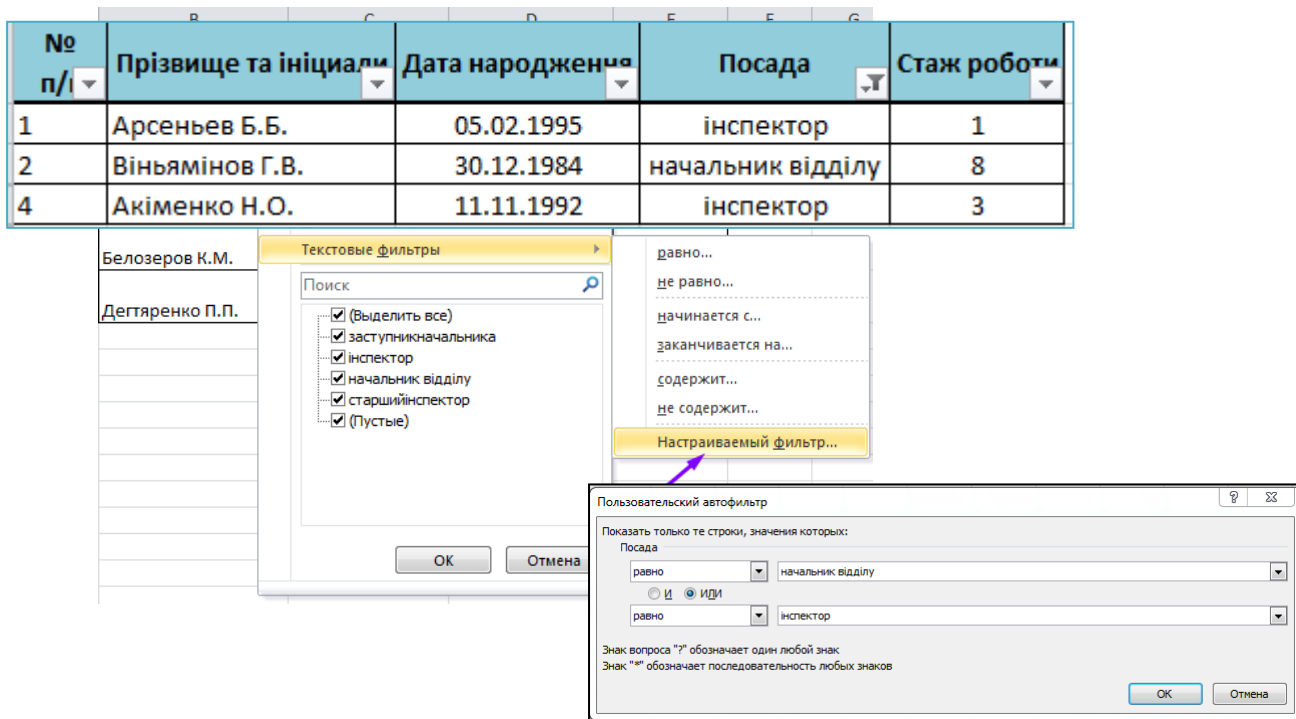 B C D E F G
№ п/ Прізвище та ініциали Дата народження Посада Стаж роботи
1 Арсеньев Б.Б. 05.02.1995 інспектор 1
2 Віньямінов Г.В. 30.12.1984 начальник відділу 8
4 Акіменко Н.О. 11.11.1992 інспектор 3
Белозеров К.М.
Дегтяренко П.П.
Текстовые фильтры
Поиск
(Выделить все)
заступникначальника
інспектор
начальник відділу
старшийінспектор
(Пустые)
ОК Отмена
равно...
не равно...
начинается с...
заканчивается на...
содержит...
не содержит...
Настраиваемый фильтр...
Пользовательский автофильтр
Показать только те строки, значения которых:
Посада
равно начальник відділу
И ИЛИ
равно інспектор
Знак вопроса "?" обозначает один любой знак
Знак "*" обозначает последовательность любых знаков
ОК Отмена